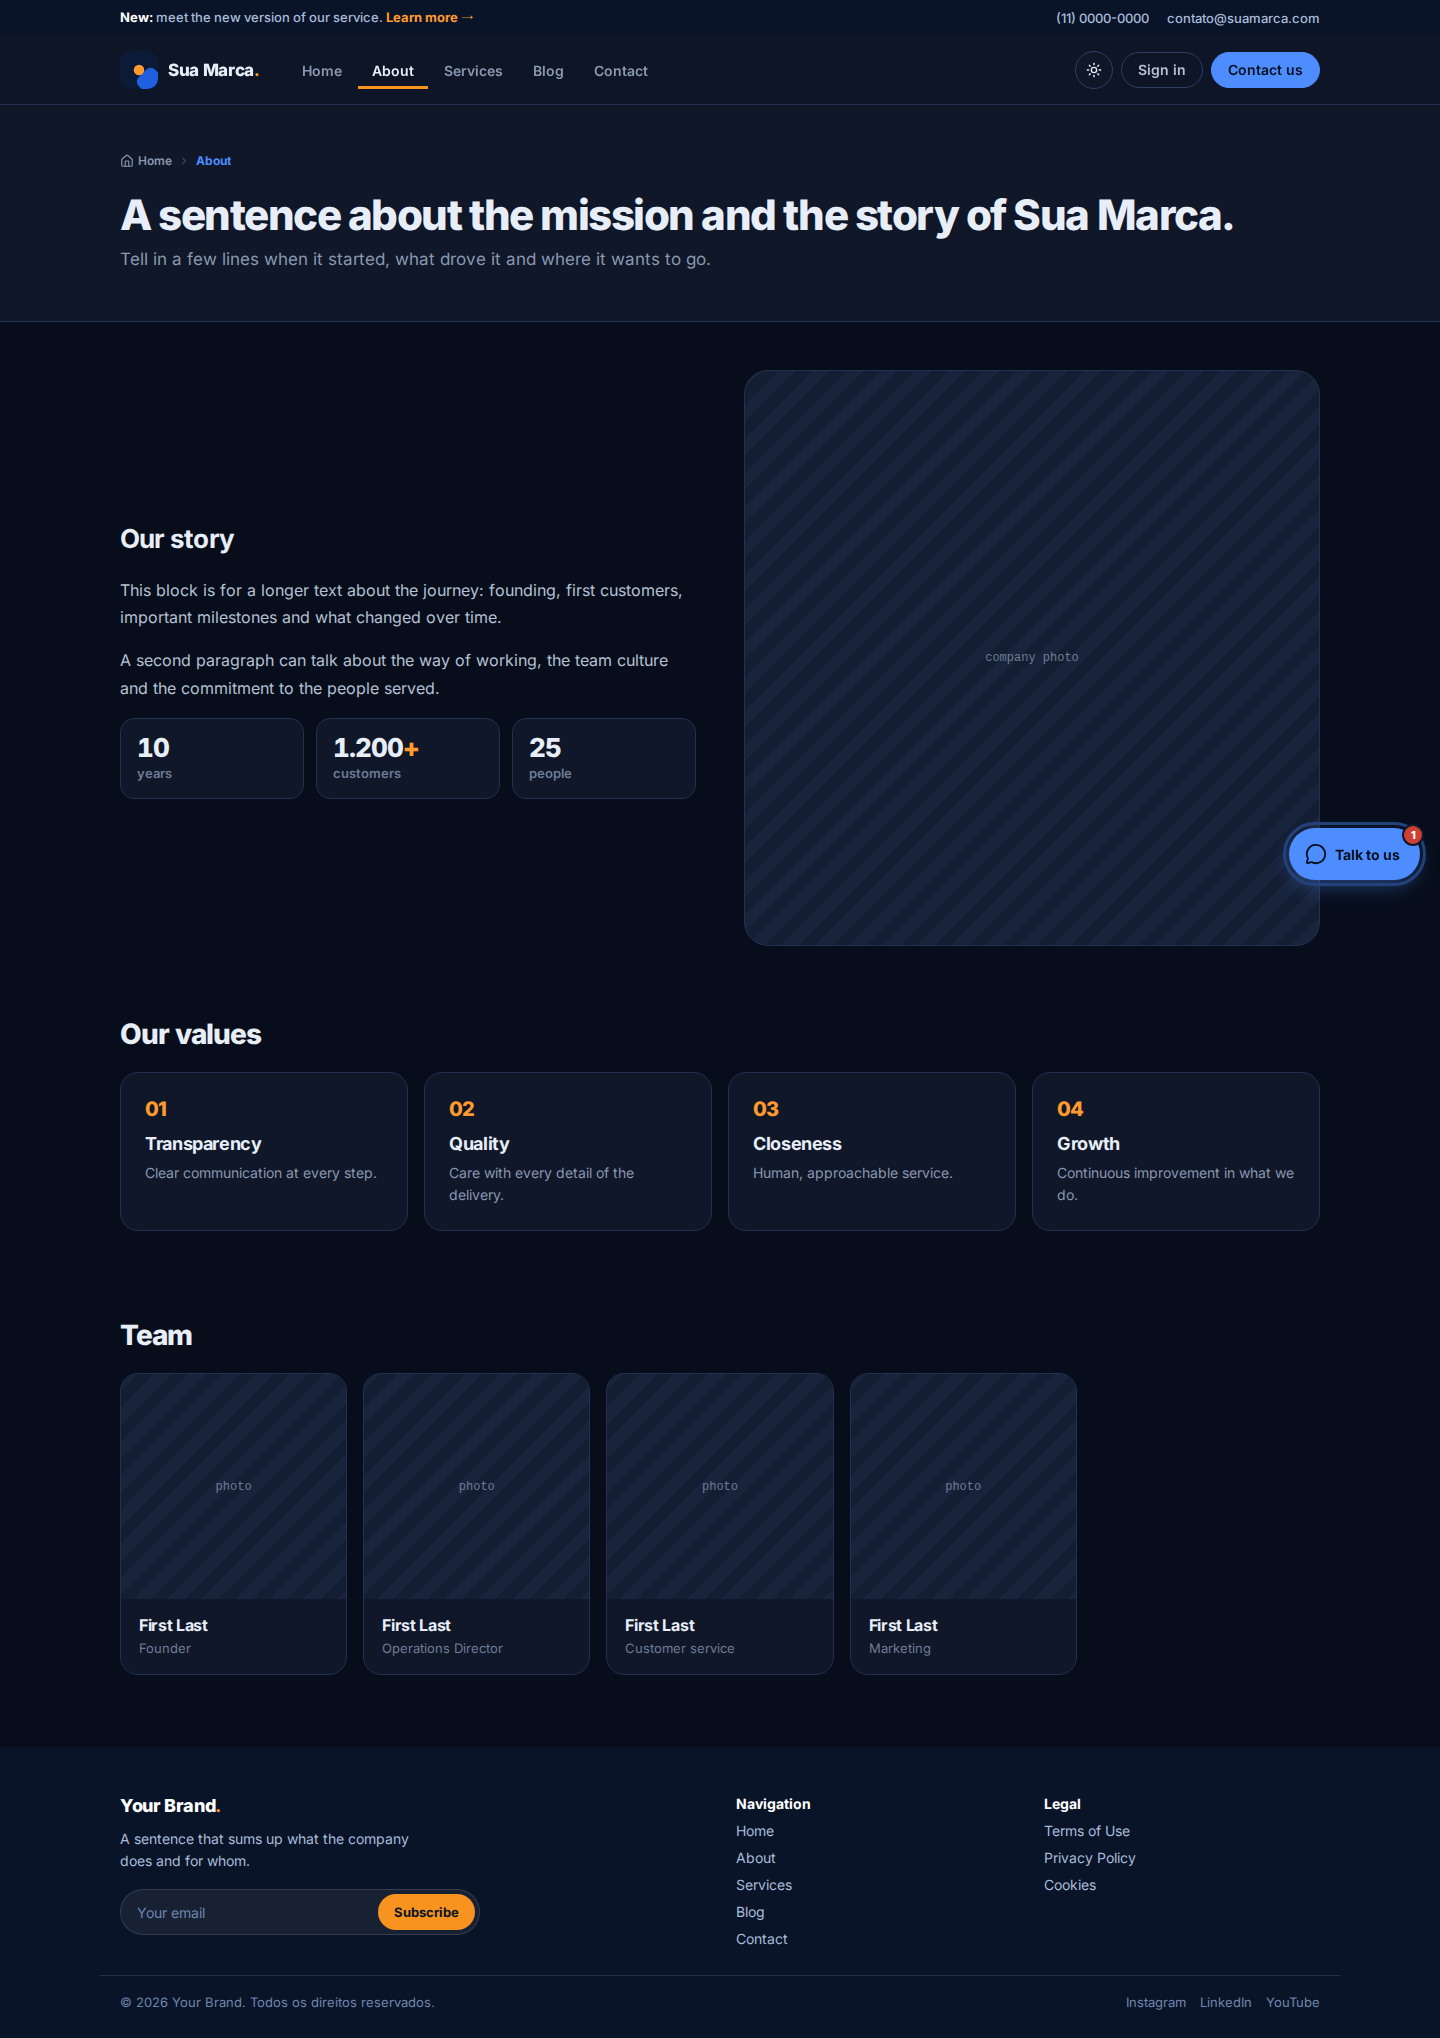 New: meet the new version of our service. Learn more →
(11) 0000-0000 contato@suamarca.com
Sua Marca.
Home About Services Blog Contact
Sign in
Contact us
Home > About
A sentence about the mission and the story of Sua Marca.
Tell in a few lines when it started, what drove it and where it wants to go.
Our story
This block is for a longer text about the journey: founding, first customers,
important milestones and what changed over time.
A second paragraph can talk about the way of working, the team culture
and the commitment to the people served.
10
years
1.200+
customers
25
people
company photo
1
Talk to us
Our values
01
Transparency
Clear communication at every step.
02
Quality
Care with every detail of the
delivery.
03
Closeness
Human, approachable service.
04
Growth
Continuous improvement in what we
do.
Team
photo
First Last
Founder
photo
First Last
Operations Director
photo
First Last
Customer service
photo
First Last
Marketing
Your Brand.
A sentence that sums up what the company
does and for whom.
Your email
Subscribe
Navigation
Home
About
Services
Blog
Contact
Legal
Terms of Use
Privacy Policy
Cookies
© 2026 Your Brand. Todos os direitos reservados.
Instagram LinkedIn YouTube